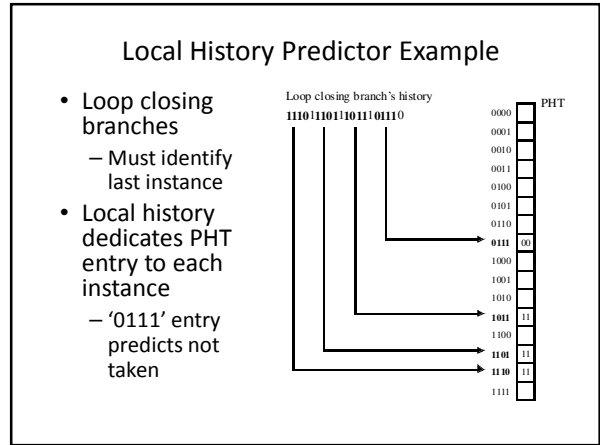 Local History Predictor Example
• Loop closing
branches
– Must identify
last instance
• Local history
dedicates PHT
entry to each
instance
– ‘0111’ entry
predicts not
taken
Loop closing branch’s history
11101110111011110
PHT
0000
0001
0010
0011
0100
0101
0110
0111 00
1000
1001
1010
1011 11
1100
1101 11
1110 11
1111